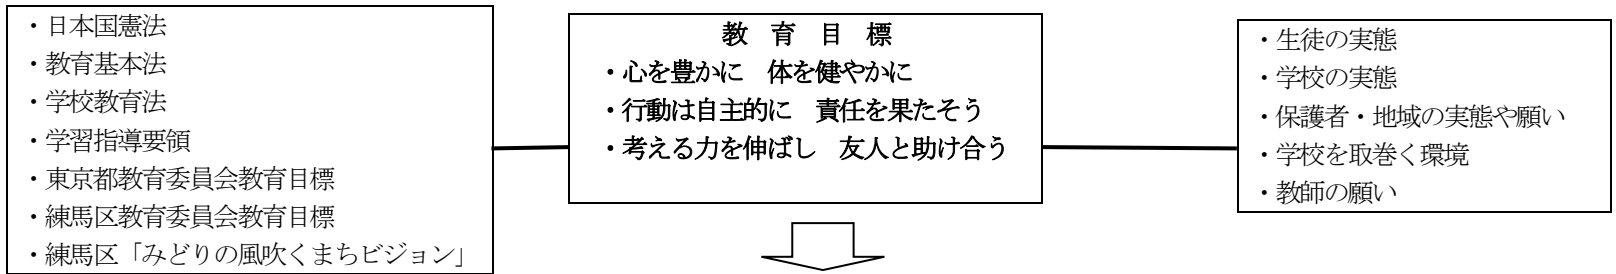 ・日本国憲法
・教育基本法
・学校教育法
・学習指導要領
・東京都教育委員会教育目標
・練馬区教育委員会教育目標
・練馬区「みどりの風吹くまちビジョン」
教　育　目　標
・心を豊かに　体を健やかに
・行動は自主的に　責任を果たそう
・考える力を伸ばし　友人と助け合う
・生徒の実態
・学校の実態
・保護者・地域の実態や願い
・学校を取巻く環境
・教師の願い